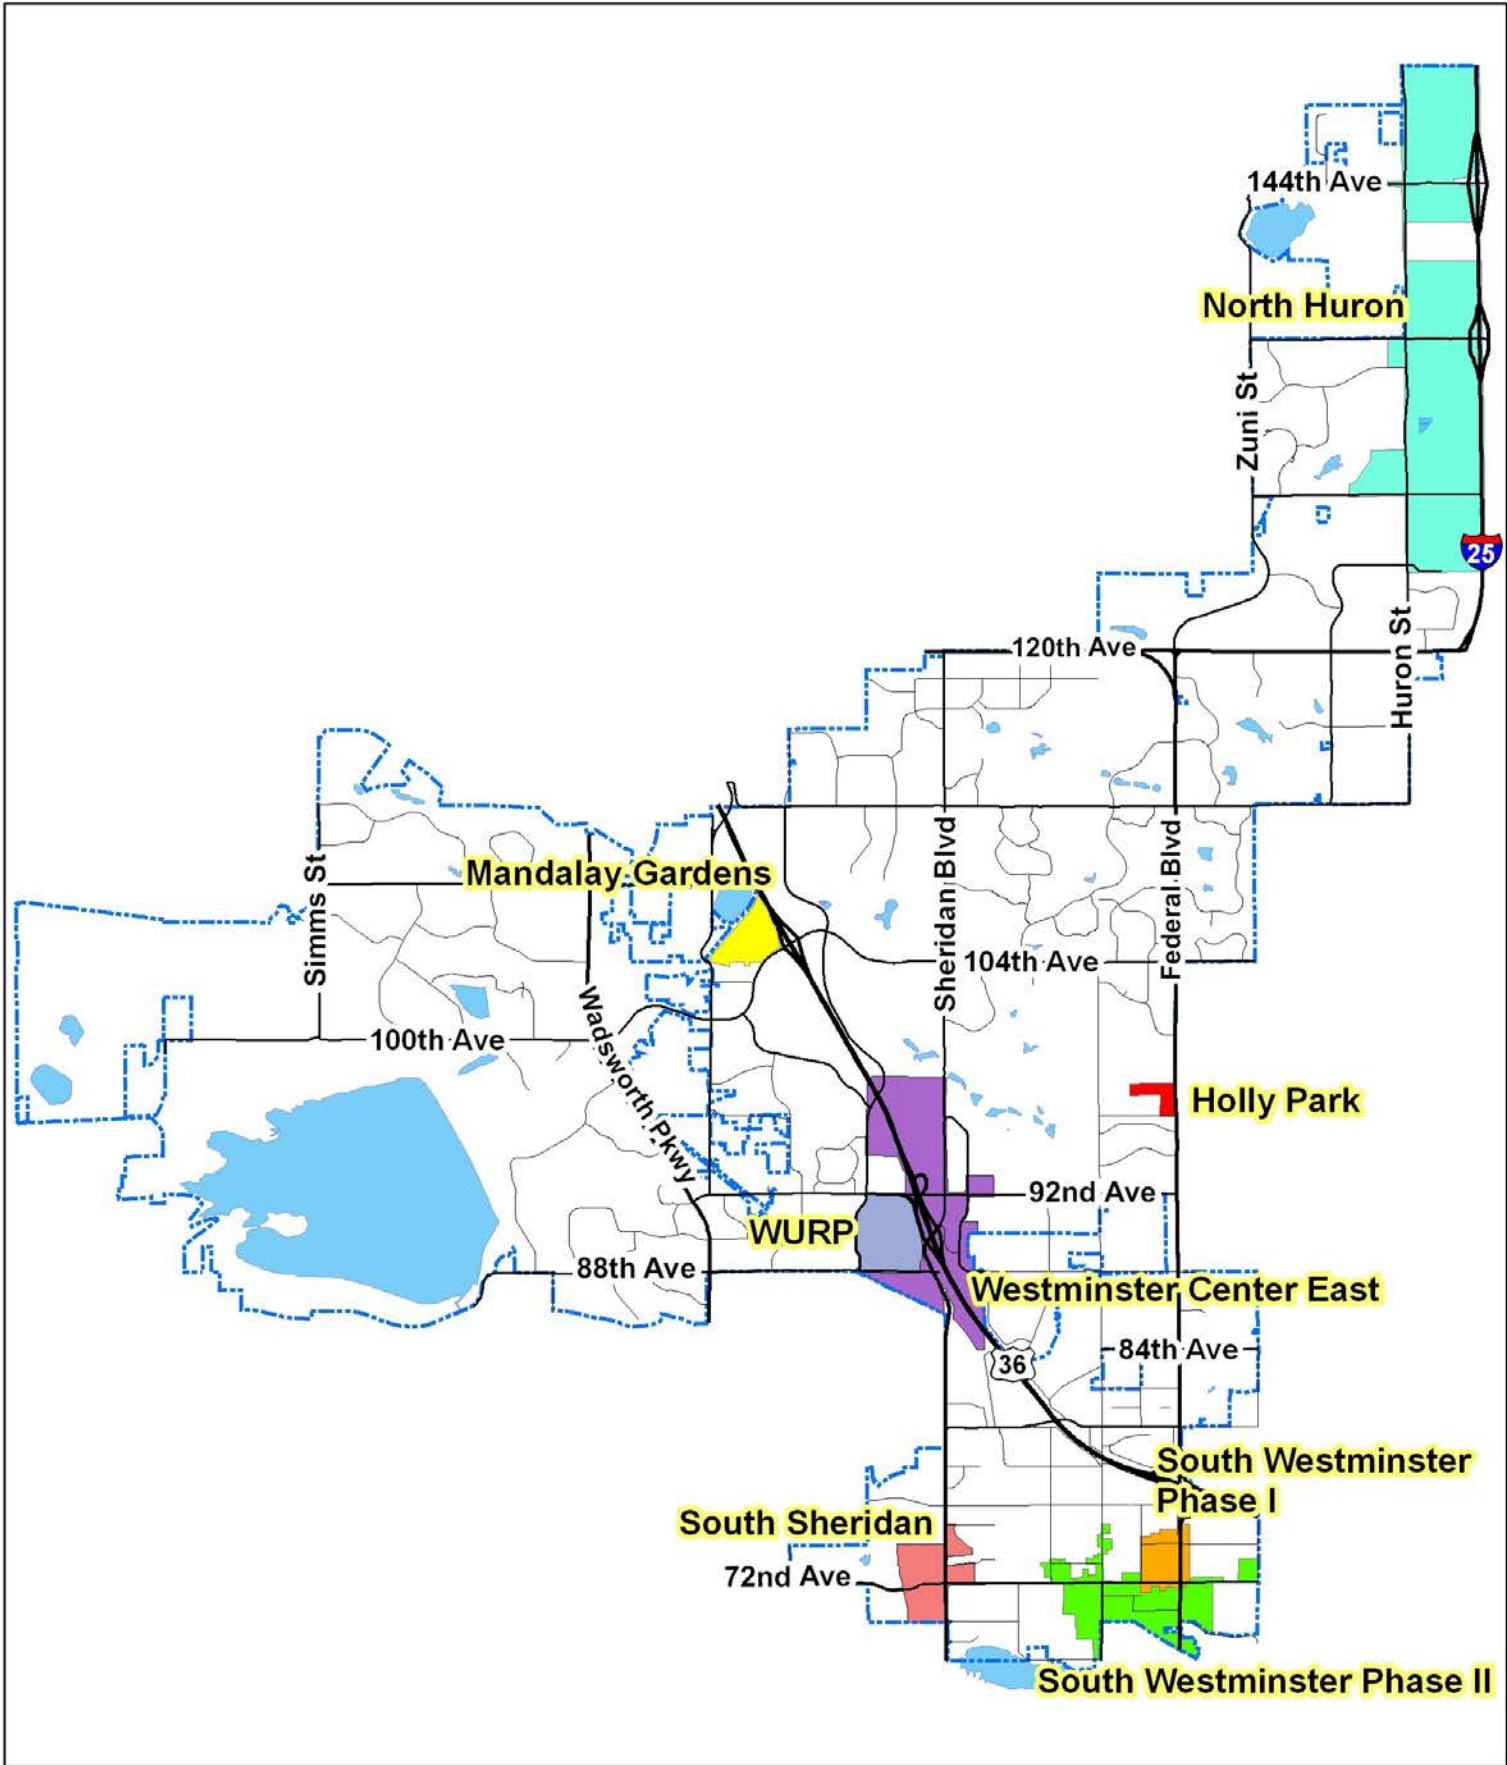 144th Ave
North Huron
Zuni St
25
120th Ave
Huron St
Mandalay Gardens
Simms St
Sheridan Blvd
Federal Blvd
104th Ave
Wadsworth Pkwy
100th Ave
Holly Park
92nd Ave
WURP
88th Ave
Westminster Center East
84th Ave
36
South Westminster
Phase I
South Sheridan
72nd Ave
South Westminster Phase II